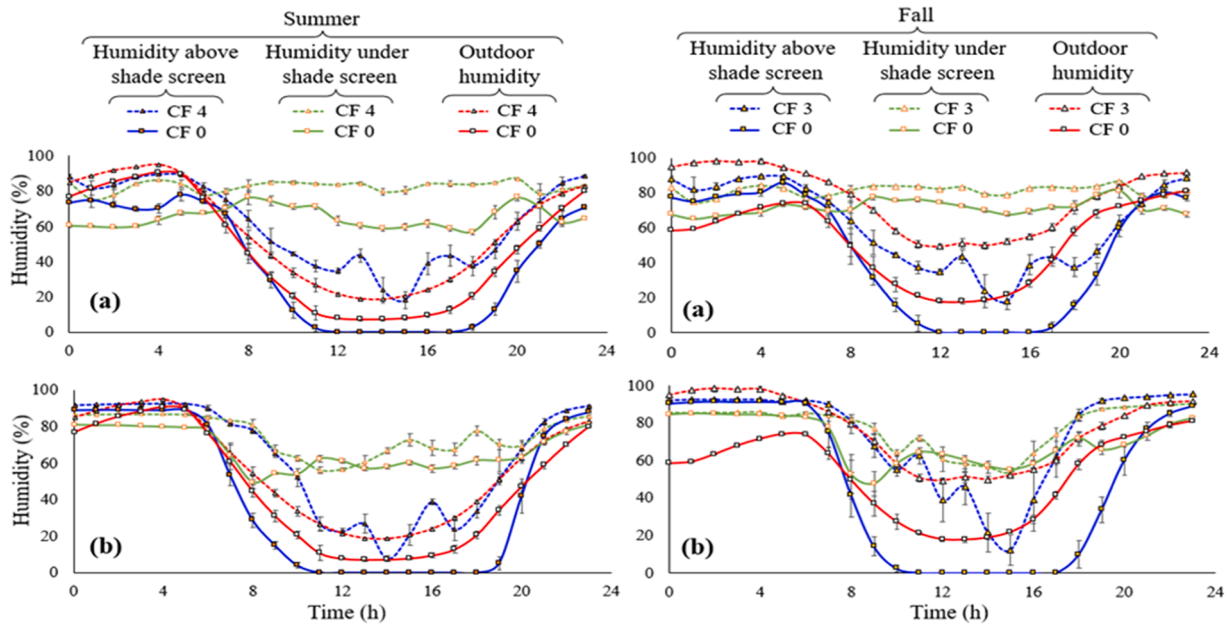 Summer
Humidity above shade screen
Humidity under shade screen
Outdoor humidity
CF 4
CF 4
CF 4
CF 0
CF 0
CF 0
Humidity (%)
100
80
60
40
20
0
(a)
0 4 8 12 16 20 24
Humidity (%)
100
80
60
40
20
0
(b)
0 4 8 12 16 20 24
Time (h)
Fall
Humidity above shade screen
Humidity under shade screen
Outdoor humidity
CF 3
CF 3
CF 3
CF 0
CF 0
CF 0
Humidity (%)
100
80
60
40
20
0
(a)
0 4 8 12 16 20 24
Humidity (%)
100
80
60
40
20
0
(b)
0 4 8 12 16 20 24
Time (h)